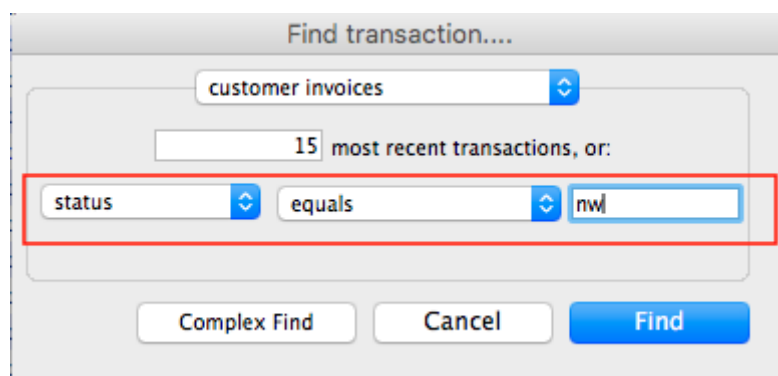 Find transaction....
customer invoices
15 most recent transactions, or:
status equals nw
Complex Find Cancel Find